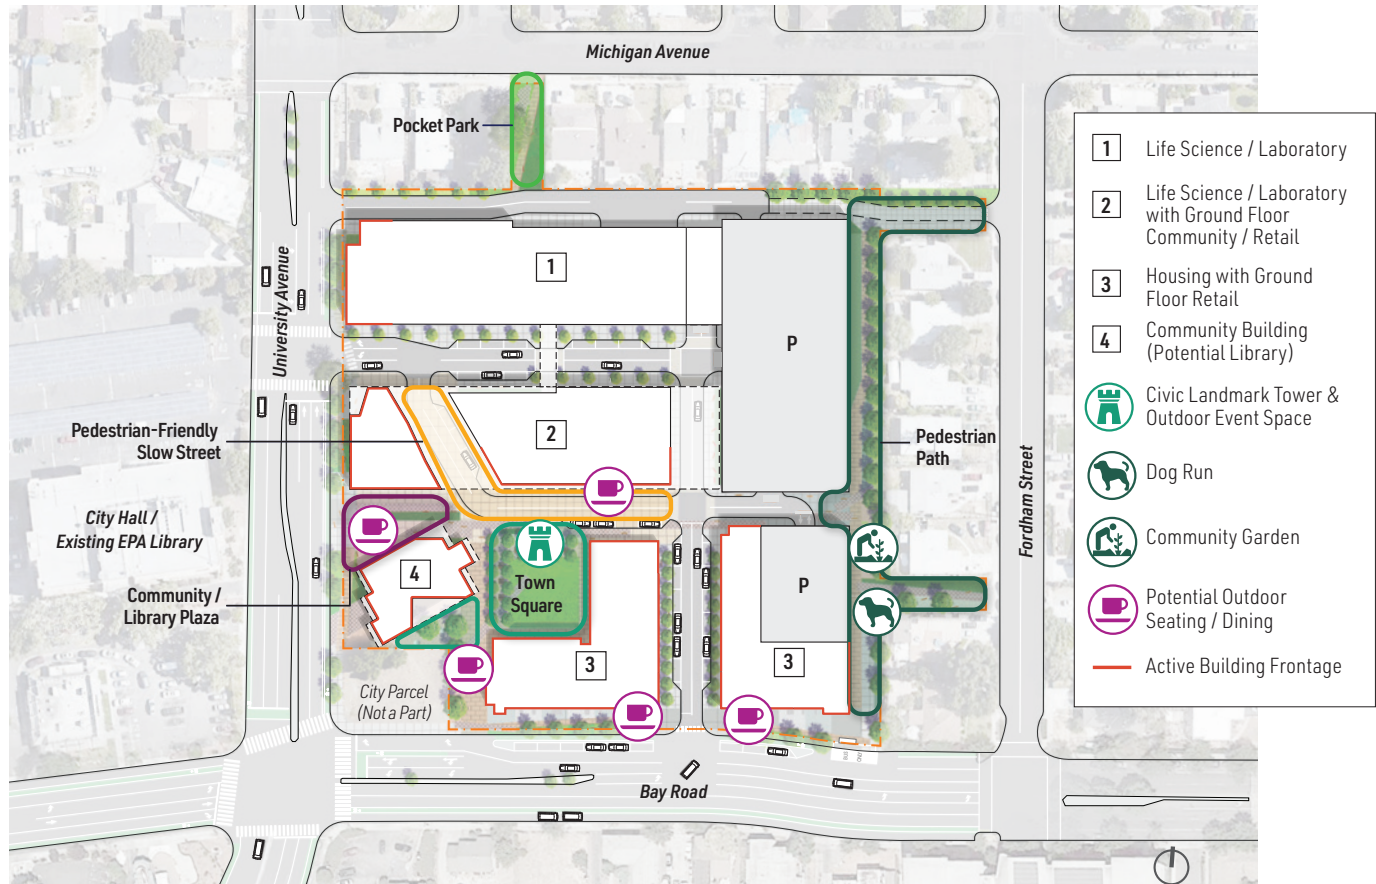 Michigan Avenue
Pocket Park
University Avenue
1
P
2
Pedestrian-Friendly
Slow Street
Pedestrian
Path
Fordham Street
City Hall /
Existing EPA Library
4
Community /
Library Plaza
Town
Square
P
3
3
City Parcel
(Not a Part)
Bay Road
1 Life Science / Laboratory
2 Life Science / Laboratory
with Ground Floor
Community / Retail
3 Housing with Ground
Floor Retail
4 Community Building
(Potential Library)
Civic Landmark Tower &
Outdoor Event Space
Dog Run
Community Garden
Potential Outdoor
Seating / Dining
Active Building Frontage